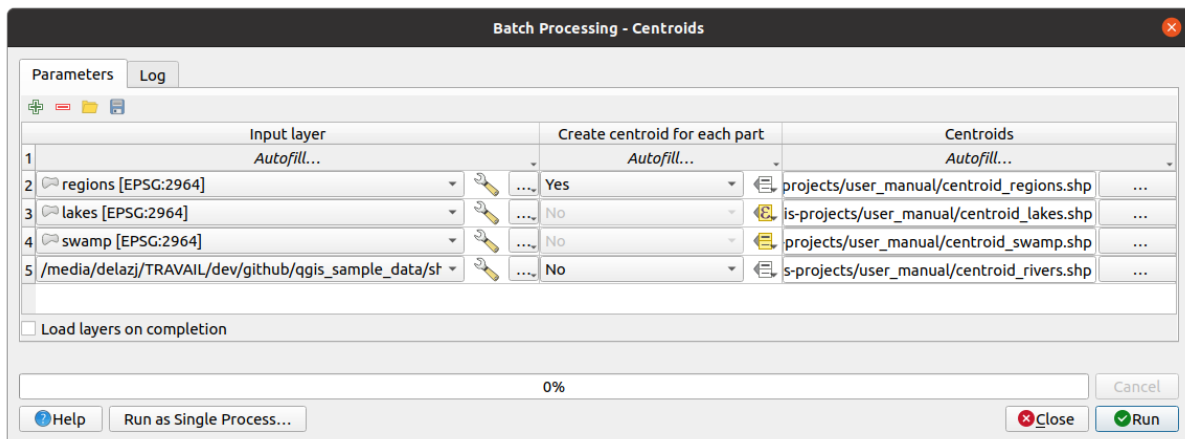 Batch Processing - Centroids
Parameters Log
Input layer Create centroid for each part Centroids
1 Autofill... Autofill... Autofill...
2 regions [EPSG:2964] ... Yes projects/user_manual/centroid_regions.shp ...
3 lakes [EPSG:2964] ... No ε is-projects/user_manual/centroid_lakes.shp ...
4 swamp [EPSG:2964] ... No projects/user_manual/centroid_swamp.shp ...
5 /media/delazj/TRAVAIL/dev/github/qgis_sample_data/sh ... No s-projects/user_manual/centroid_rivers.shp ...
Load layers on completion
0% Cancel
Help Run as Single Process... Close Run